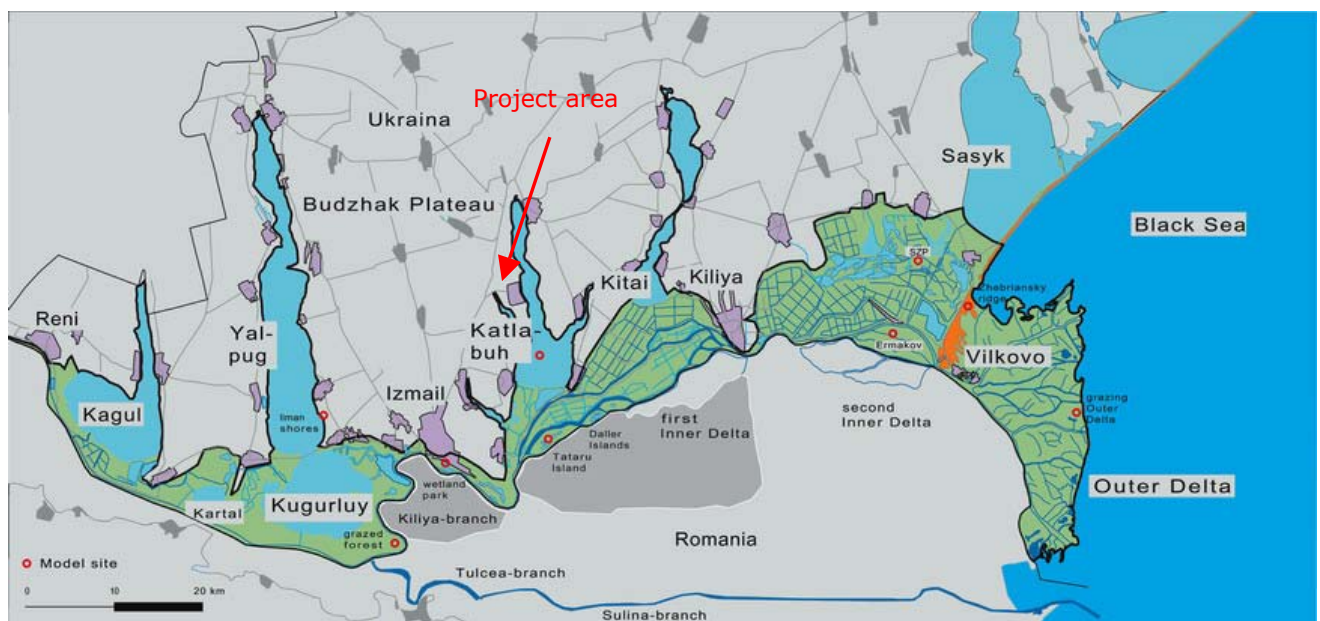 Project area
Ukraina
Sasyk
Budzhak Plateau
Black Sea
SZP
Kitai
Kiliya
Zhebriansky
ridge
Reni
Yal-
pug
Katla-
buh
Ermakov
Vilkovo
Izmail
Kagul
liman
shores
first
Inner Delta
second
Inner Delta
grazing
Outer
Delta
Daller
Islands
Tataru
Island
wetland
park
Outer Delta
Kugurluy
Kartal
Kiliya-branch
grazed
forest
Romania
Model site
Tulcea-branch
0 10 20 km
Sulina-branch